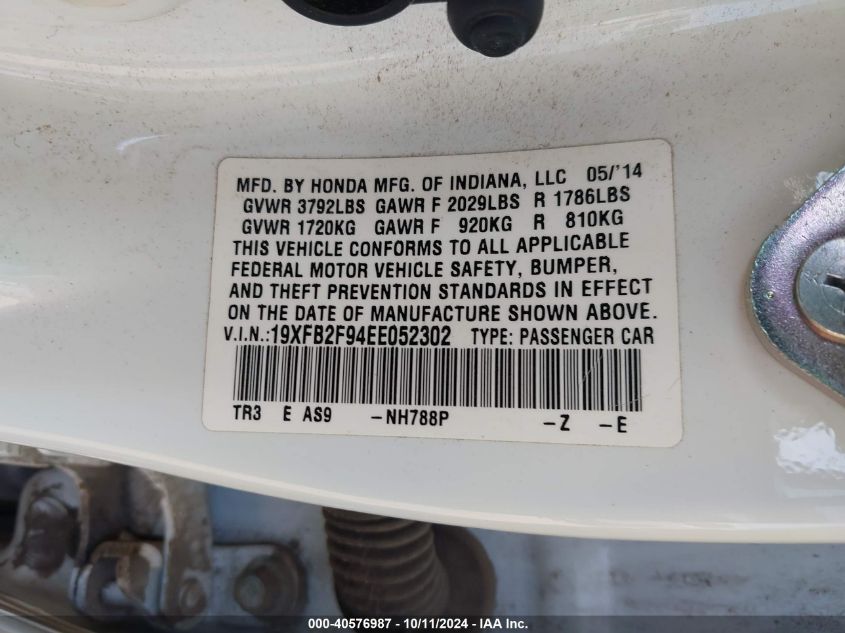 MFD. BY HONDA MFG. OF INDIANA, LLC 05/'14
GVWR 3792LBS GAWR F 2029LBS R 1786LBS
GVWR 1720KG GAWR F 920KG R 810KG
THIS VEHICLE CONFORMS TO ALL APPLICABLE
FEDERAL MOTOR VEHICLE SAFETY, BUMPER,
AND THEFT PREVENTION STANDARDS IN EFFECT
ON THE DATE OF MANUFACTURE SHOWN ABOVE.
V.I.N.:19XFB2F94EE052302 TYPE: PASSENGER CAR
TR3 E AS9 -NH788P -Z -E
000-40576987 - 10/11/2024 - IAA Inc.